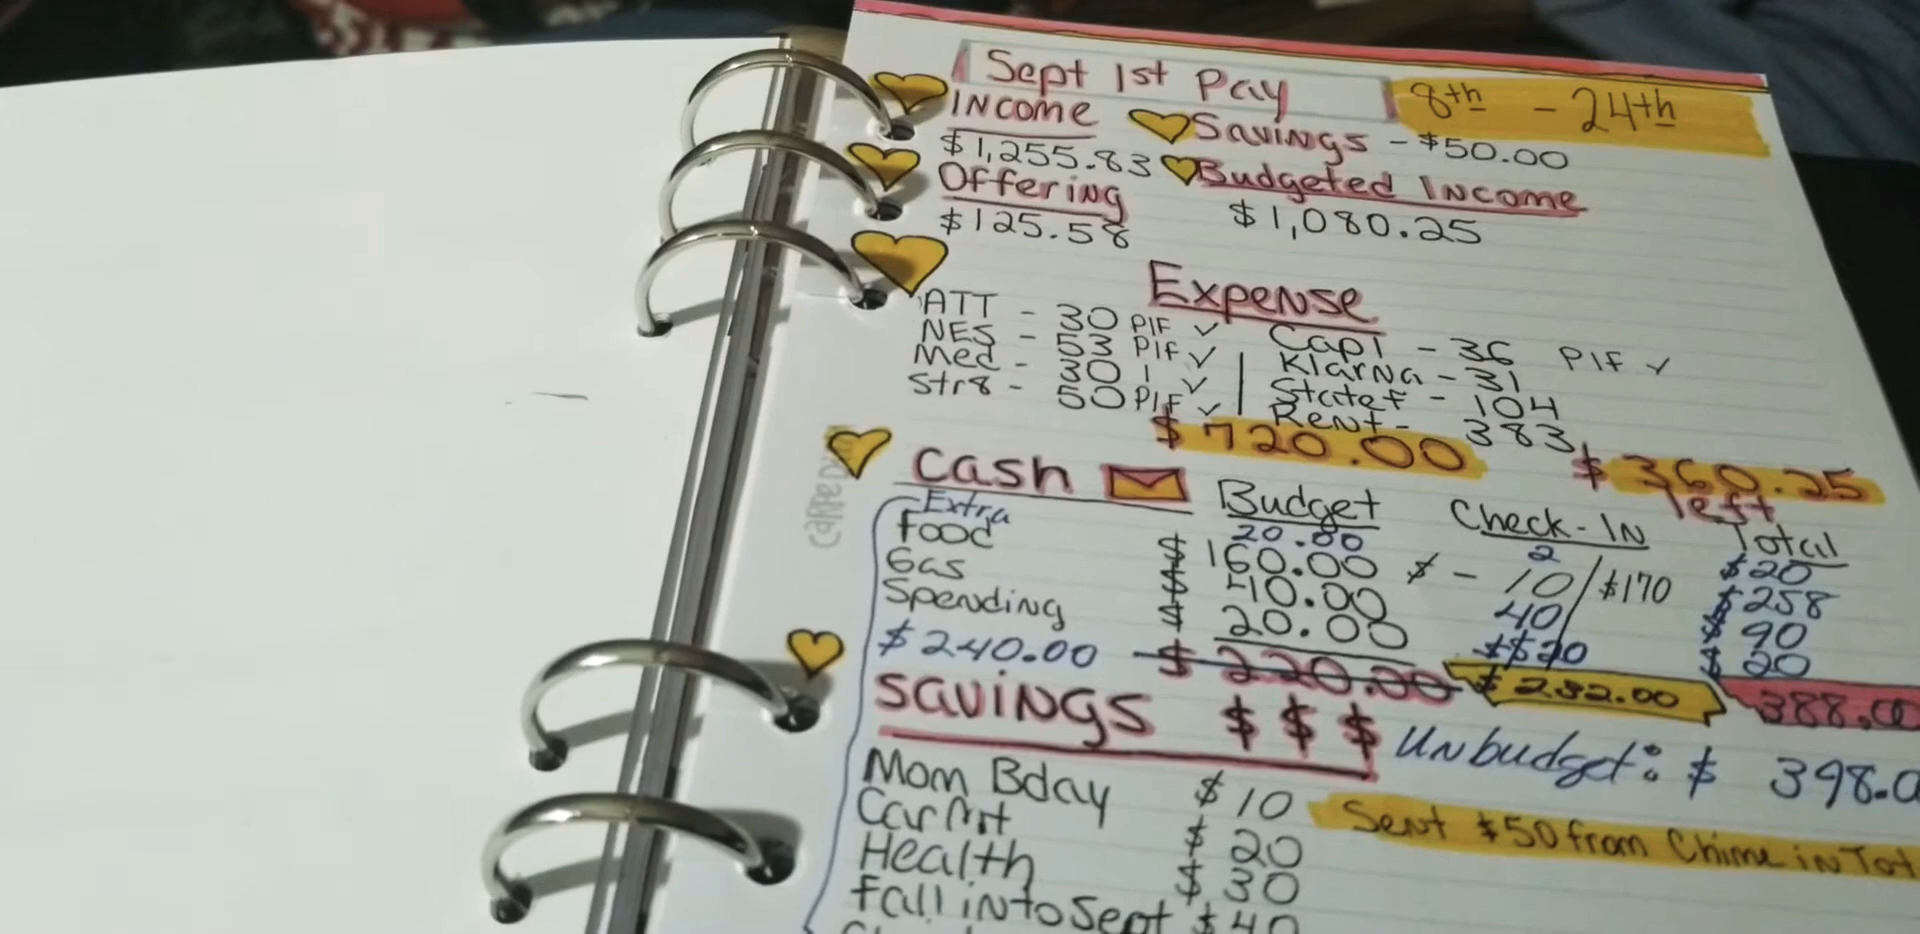 Sept 1st Pay 8th - 24th
Income
$1,255.83
Savings - $50.00
Offering
$125.58
Budgeted Income
$1,080.25
Expense
ATT - 30 PIF ✓
NES - 53 PIF ✓
Med - 30 ✓
Str8 - 50 PIF ✓
Cap1 - 36 PIF ✓
Klarna - 31
Statef - 104
Rent - 383
$720.00
$360.25
left
Cash
Budget Check-In Total
Extra 20.00 2 $20
Food $160.00 $ - 10/$170 $258
Gas $ 40.00 40 $90
Spending $ 20.00 +$20 $20
$240.00 $220.00 $232.00 388.00
Savings $ $ $
Unbudget: $ 398.0
Mom Bday $10
Car Mt $20
Sent $50 from Chime in Tot
Health $30
Fall into Sept $40